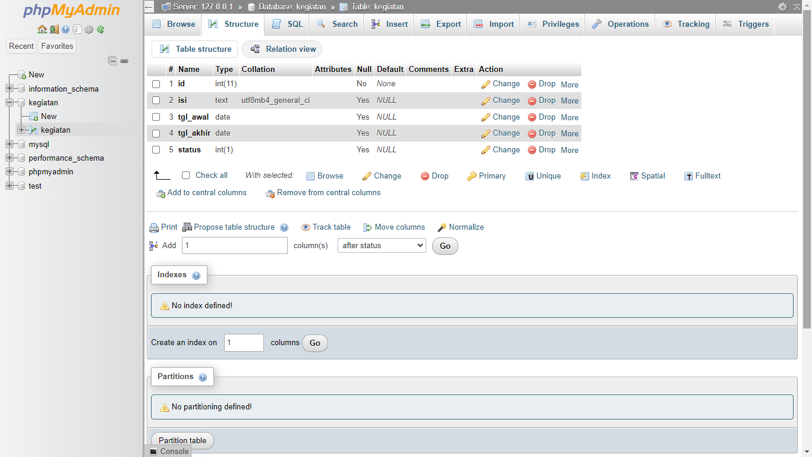 phpMyAdmin
Recent Favorites
New
information_schema
kegiatan
New
kegiatan
mysql
performance_schema
phpmyadmin
test
Server: 127.0.0.1 » Database: kegiatan » Table: kegiatan
Browse Structure SQL Search Insert Export Import Privileges Operations Tracking Triggers
Table structure Relation view
# Name Type Collation Attributes Null Default Comments Extra Action
1 id int(11) No None Change Drop More
2 isi text utf8mb4_general_ci Yes NULL Change Drop More
3 tgl_awal date Yes NULL Change Drop More
4 tgl_akhir date Yes NULL Change Drop More
5 status int(1) Yes NULL Change Drop More
Check all With selected: Browse Change Drop Primary Unique Index Spatial Fulltext
Add to central columns Remove from central columns
Print Propose table structure Track table Move columns Normalize
Add 1 column(s) after status Go
Indexes
No index defined!
Create an index on 1 columns Go
Partitions
No partitioning defined!
Partition table
Console